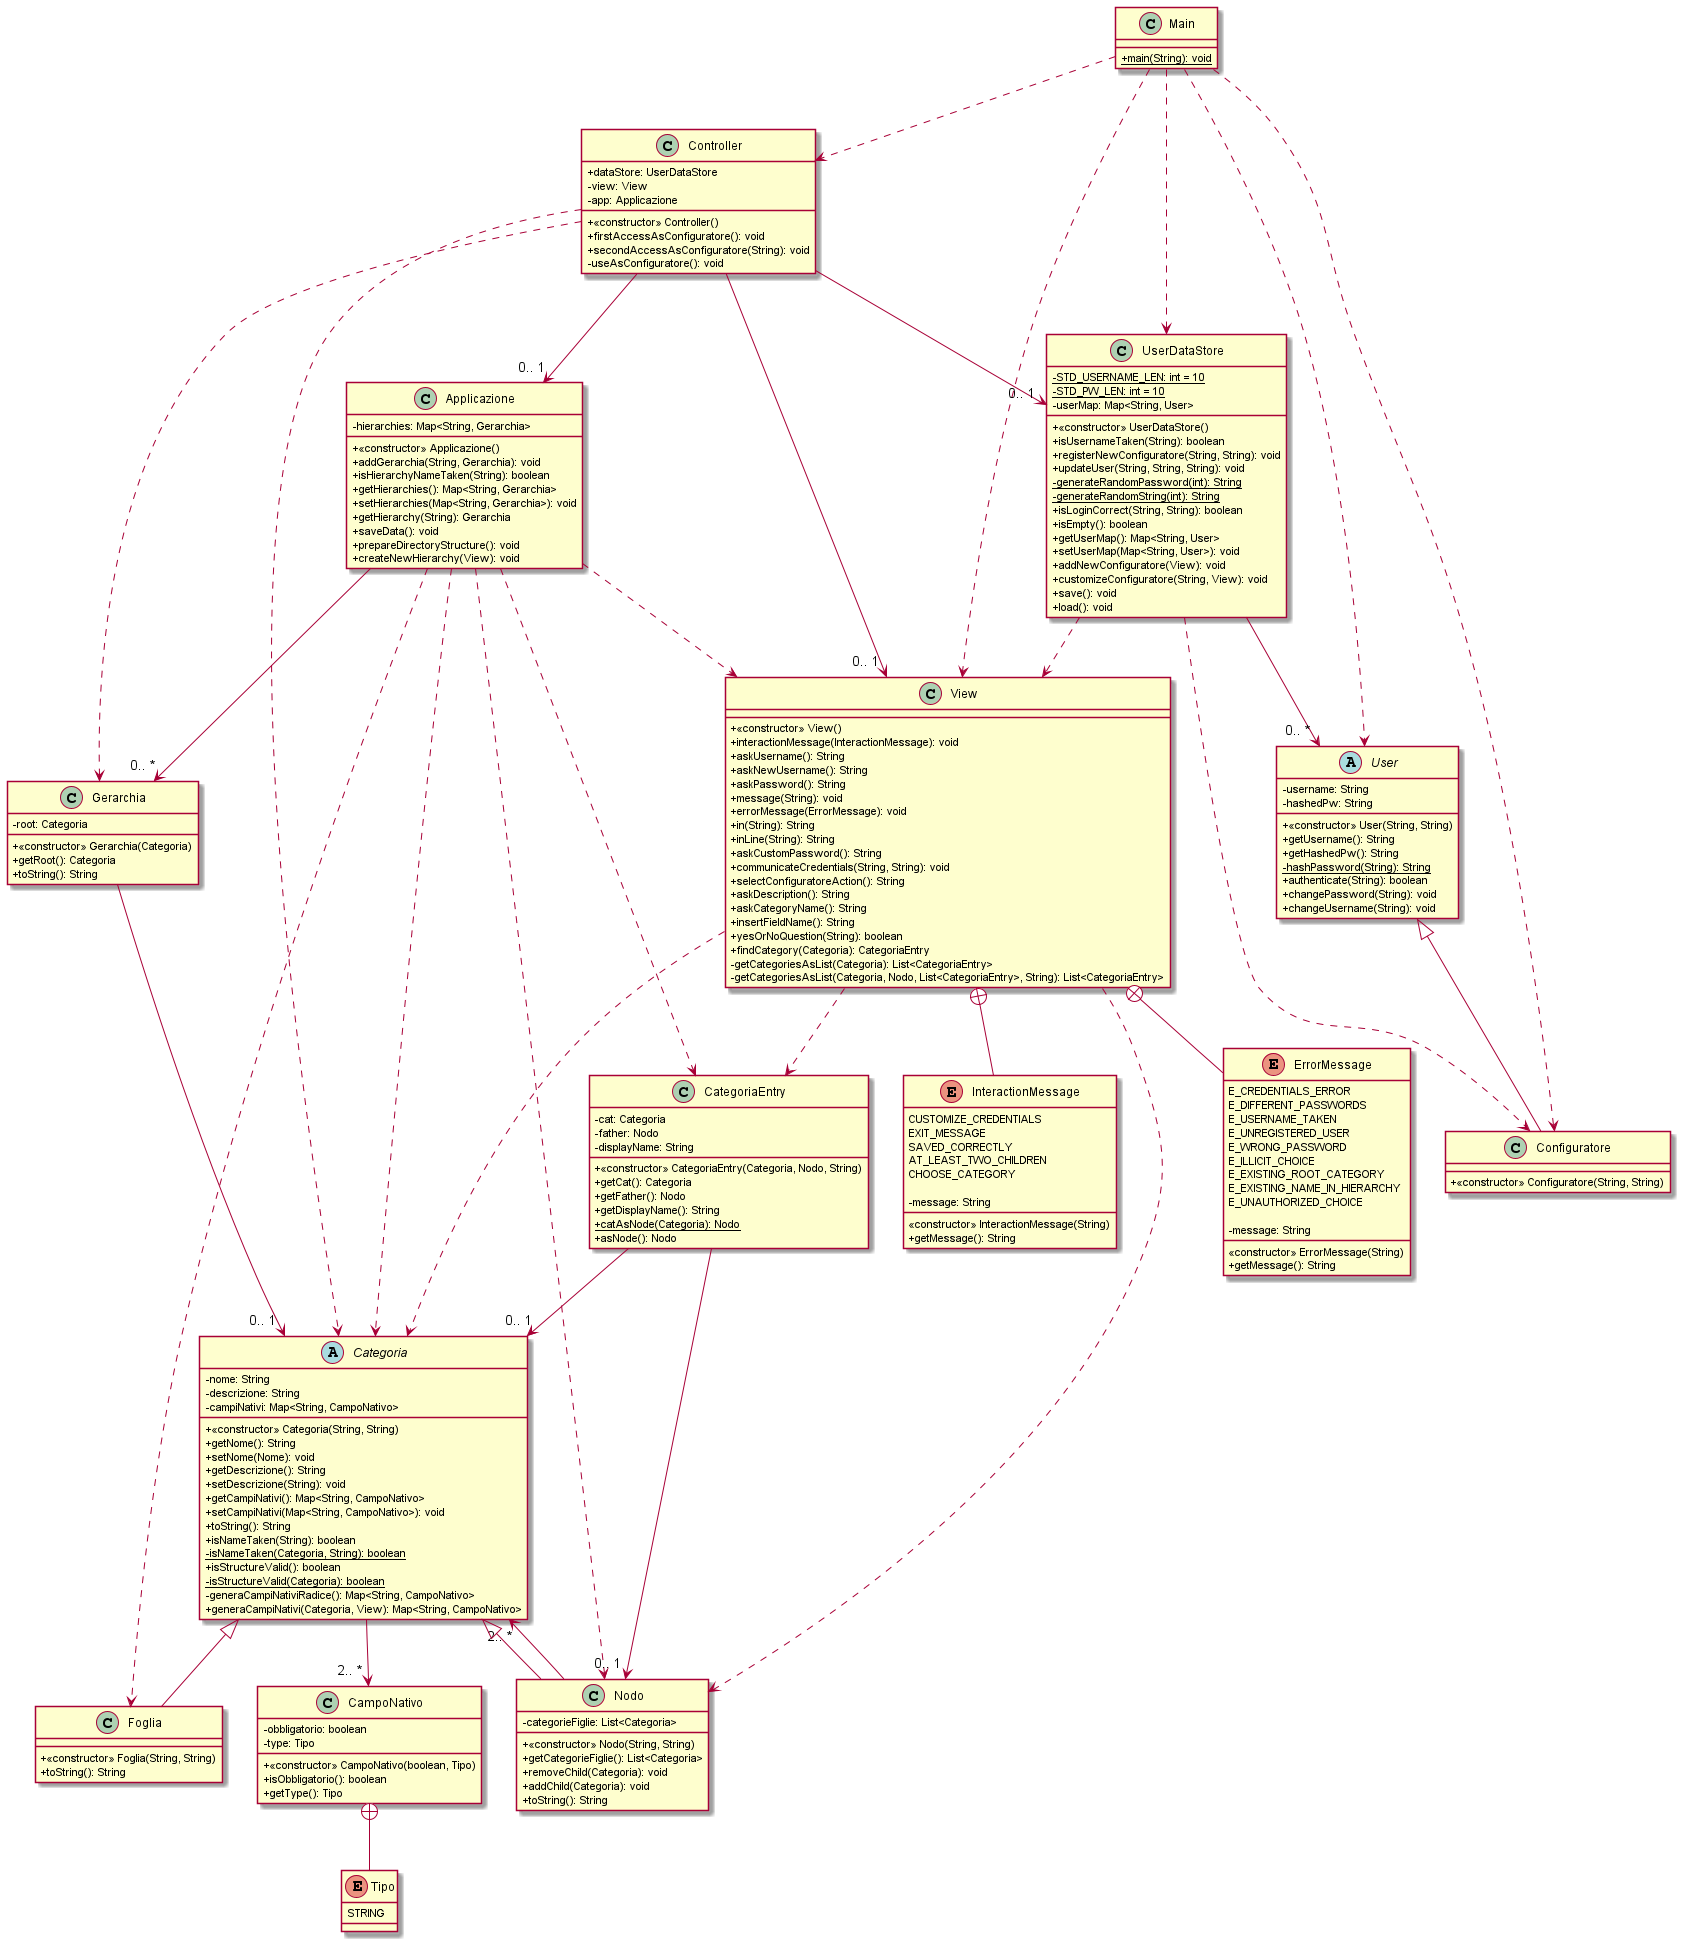 C Main
+main(String): void
C Controller
+dataStore: UserDataStore
-view: View
-app: Applicazione
+«constructor» Controller()
+firstAccessAsConfiguratore(): void
+secondAccessAsConfiguratore(String): void
-useAsConfiguratore(): void
0.. 1
0.. 1
0.. 1
C UserDataStore
-STD_USERNAME_LEN: int = 10
-STD_PW_LEN: int = 10
-userMap: Map<String, User>
+«constructor» UserDataStore()
+isUsernameTaken(String): boolean
+registerNewConfiguratore(String, String): void
+updateUser(String, String, String): void
-generateRandomPassword(int): String
-generateRandomString(int): String
+isLoginCorrect(String, String): boolean
+isEmpty(): boolean
+getUserMap(): Map<String, User>
+setUserMap(Map<String, User>): void
+addNewConfiguratore(View): void
+customizeConfiguratore(String, View): void
+save(): void
+load(): void
C Applicazione
-hierarchies: Map<String, Gerarchia>
+«constructor» Applicazione()
+addGerarchia(String, Gerarchia): void
+isHierarchyNameTaken(String): boolean
+getHierarchies(): Map<String, Gerarchia>
+setHierarchies(Map<String, Gerarchia>): void
+getHierarchy(String): Gerarchia
+saveData(): void
+prepareDirectoryStructure(): void
+createNewHierarchy(View): void
0.. *
0.. *
C View
+«constructor» View()
+interactionMessage(InteractionMessage): void
+askUsername(): String
+askNewUsername(): String
+askPassword(): String
+message(String): void
+errorMessage(ErrorMessage): void
+in(String): String
+inLine(String): String
+askCustomPassword(): String
+communicateCredentials(String, String): void
+selectConfiguratoreAction(): String
+askDescription(): String
+askCategoryName(): String
+insertFieldName(): String
+yesOrNoQuestion(String): boolean
+findCategory(Categoria): CategoriaEntry
-getCategoriesAsList(Categoria): List<CategoriaEntry>
-getCategoriesAsList(Categoria, Nodo, List<CategoriaEntry>, String): List<CategoriaEntry>
A User
-username: String
-hashedPw: String
+«constructor» User(String, String)
+getUsername(): String
+getHashedPw(): String
-hashPassword(String): String
+authenticate(String): boolean
+changePassword(String): void
+changeUsername(String): void
C Gerarchia
-root: Categoria
+«constructor» Gerarchia(Categoria)
+getRoot(): Categoria
+toString(): String
C CategoriaEntry
-cat: Categoria
-father: Nodo
-displayName: String
+«constructor» CategoriaEntry(Categoria, Nodo, String)
+getCat(): Categoria
+getFather(): Nodo
+getDisplayName(): String
+catAsNode(Categoria): Nodo
+asNode(): Nodo
E InteractionMessage
CUSTOMIZE_CREDENTIALS
EXIT_MESSAGE
SAVED_CORRECTLY
AT_LEAST_TWO_CHILDREN
CHOOSE_CATEGORY
-message: String
«constructor» InteractionMessage(String)
+getMessage(): String
E ErrorMessage
E_CREDENTIALS_ERROR
E_DIFFERENT_PASSWORDS
E_USERNAME_TAKEN
E_UNREGISTERED_USER
E_WRONG_PASSWORD
E_ILLICIT_CHOICE
E_EXISTING_ROOT_CATEGORY
E_EXISTING_NAME_IN_HIERARCHY
E_UNAUTHORIZED_CHOICE
-message: String
«constructor» ErrorMessage(String)
+getMessage(): String
C Configuratore
+«constructor» Configuratore(String, String)
0.. 1
0.. 1
A Categoria
-nome: String
-descrizione: String
-campiNativi: Map<String, CampoNativo>
+«constructor» Categoria(String, String)
+getNome(): String
+setNome(Nome): void
+getDescrizione(): String
+setDescrizione(String): void
+getCampiNativi(): Map<String, CampoNativo>
+setCampiNativi(Map<String, CampoNativo>): void
+toString(): String
+isNameTaken(String): boolean
-isNameTaken(Categoria, String): boolean
+isStructureValid(): boolean
-isStructureValid(Categoria): boolean
-generaCampiNativiRadice(): Map<String, CampoNativo>
+generaCampiNativi(Categoria, View): Map<String, CampoNativo>
2.. *
2.. *
0.. 1
C Foglia
+«constructor» Foglia(String, String)
+toString(): String
C CampoNativo
-obbligatorio: boolean
-type: Tipo
+«constructor» CampoNativo(boolean, Tipo)
+isObbligatorio(): boolean
+getType(): Tipo
C Nodo
-categorieFiglie: List<Categoria>
+«constructor» Nodo(String, String)
+getCategorieFiglie(): List<Categoria>
+removeChild(Categoria): void
+addChild(Categoria): void
+toString(): String
E Tipo
STRING